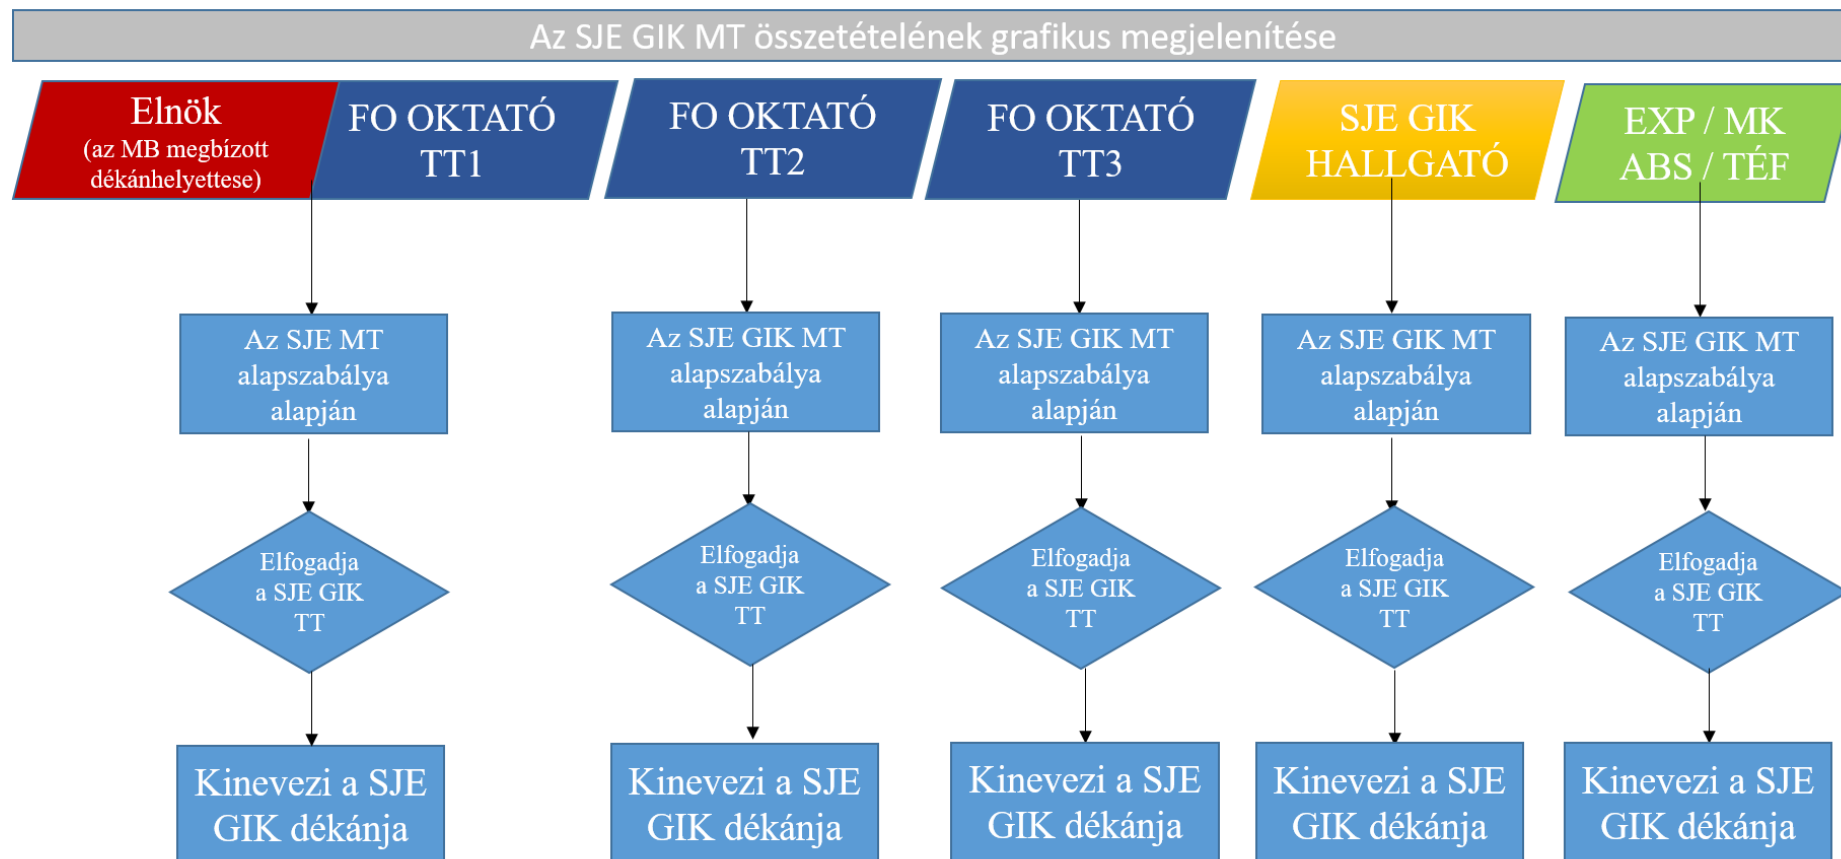 Az SJE GIK MT összetételének grafikus megjelenítése
Elnök
(az MB megbízott
dékánhelyettese)
FO OKTATÓ
TT1
FO OKTATÓ
TT2
FO OKTATÓ
TT3
SJE GIK
HALLGATÓ
EXP / MK
ABS / TÉF
Az SJE MT
alapszabálya
alapján
Az SJE GIK MT
alapszabálya
alapján
Az SJE GIK MT
alapszabálya
alapján
Az SJE GIK MT
alapszabálya
alapján
Az SJE GIK MT
alapszabálya
alapján
Elfogadja
a SJE GIK
TT
Elfogadja
a SJE GIK
TT
Elfogadja
a SJE GIK
TT
Elfogadja
a SJE GIK
TT
Elfogadja
a SJE GIK
TT
Kinevezi a SJE
GIK dékánja
Kinevezi a SJE
GIK dékánja
Kinevezi a SJE
GIK dékánja
Kinevezi a SJE
GIK dékánja
Kinevezi a SJE
GIK dékánja